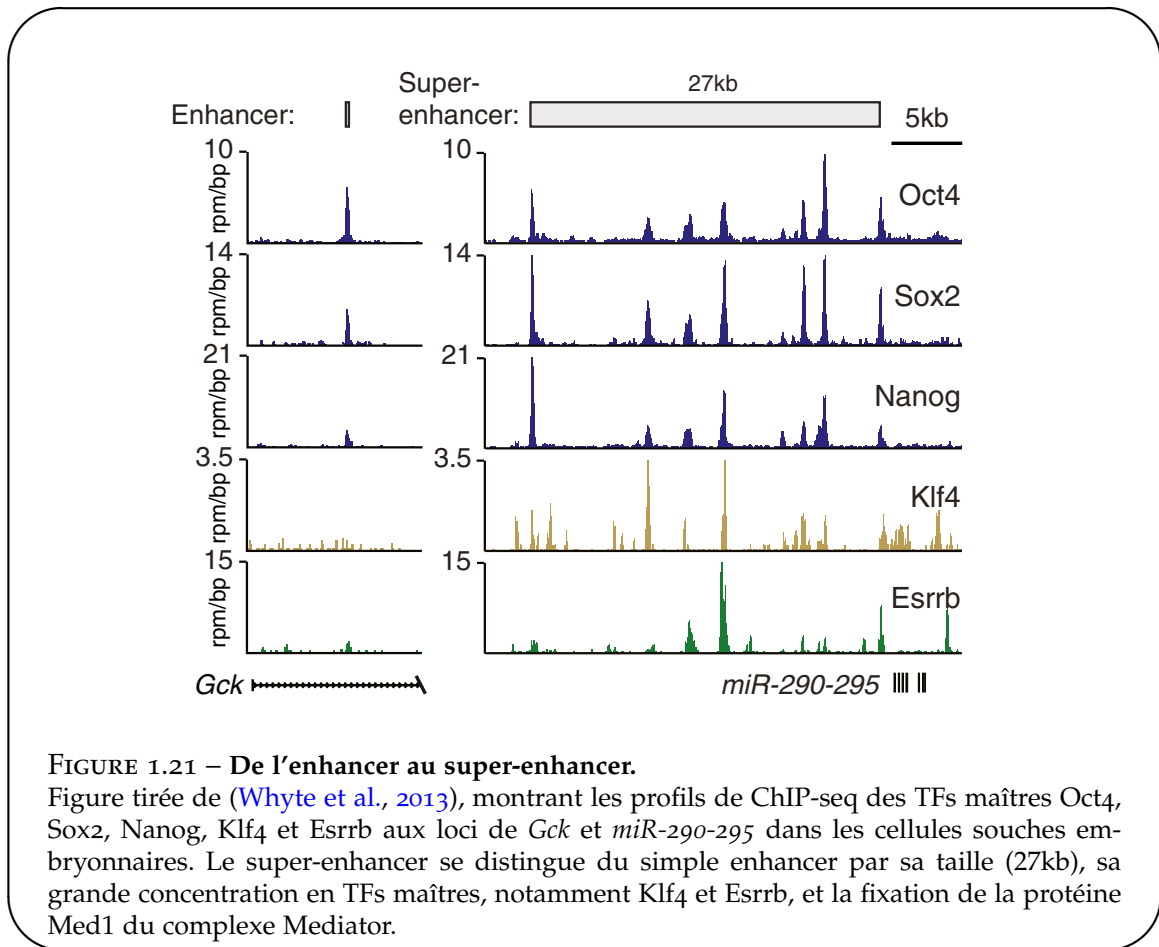 Super-
enhancer:
27kb
Enhancer:
5kb
10
rpm/bp
10
Oct4
14
rpm/bp
14
Sox2
21
rpm/bp
21
Nanog
3.5
rpm/bp
3.5
Klf4
15
rpm/bp
15
Esrrb
Gck
miR-290-295
FIGURE 1.21 – De l'enhancer au super-enhancer.
Figure tirée de (Whyte et al., 2013), montrant les profils de ChIP-seq des TFs maîtres Oct4,
Sox2, Nanog, Klf4 et Esrrb aux loci de Gck et miR-290-295 dans les cellules souches em-
bryonnaires. Le super-enhancer se distingue du simple enhancer par sa taille (27kb), sa
grande concentration en TFs maîtres, notamment Klf4 et Esrrb, et la fixation de la protéine
Med1 du complexe Mediator.